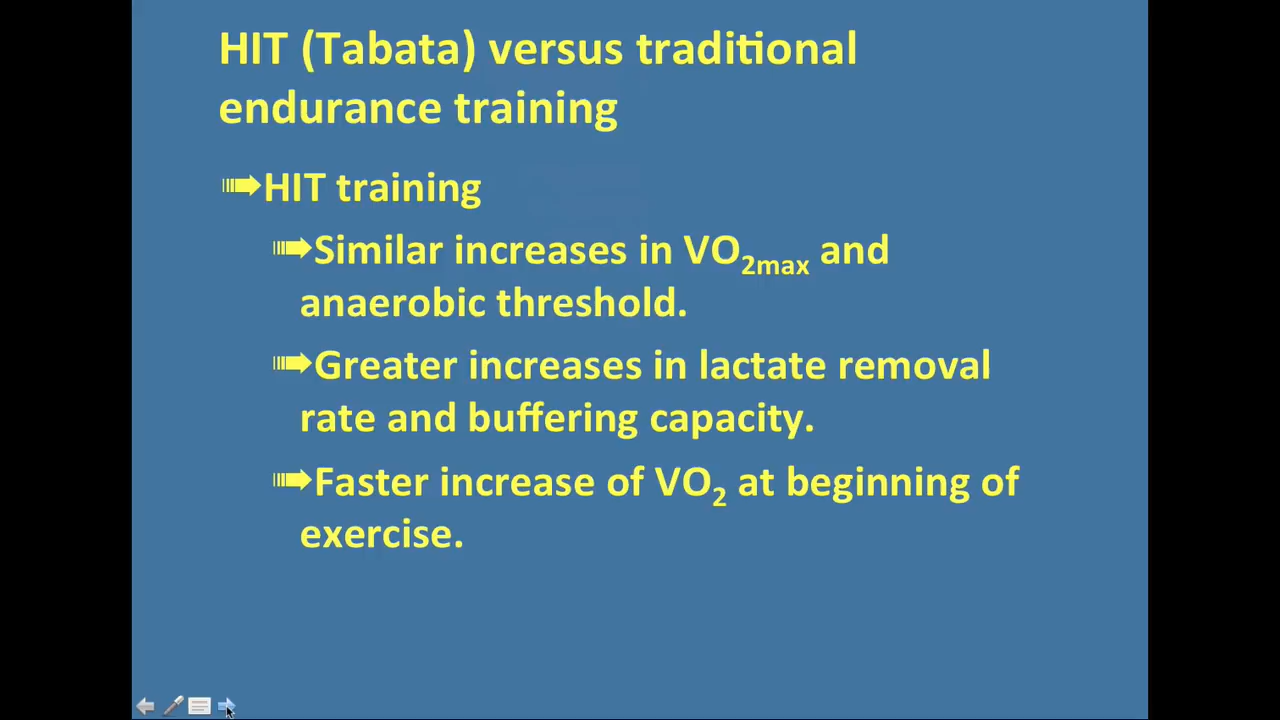 HIT (Tabata) versus traditional
endurance training
➠HIT training
➠Similar increases in VO₂max and
anaerobic threshold.
➠Greater increases in lactate removal
rate and buffering capacity.
➠Faster increase of VO₂ at beginning of
exercise.